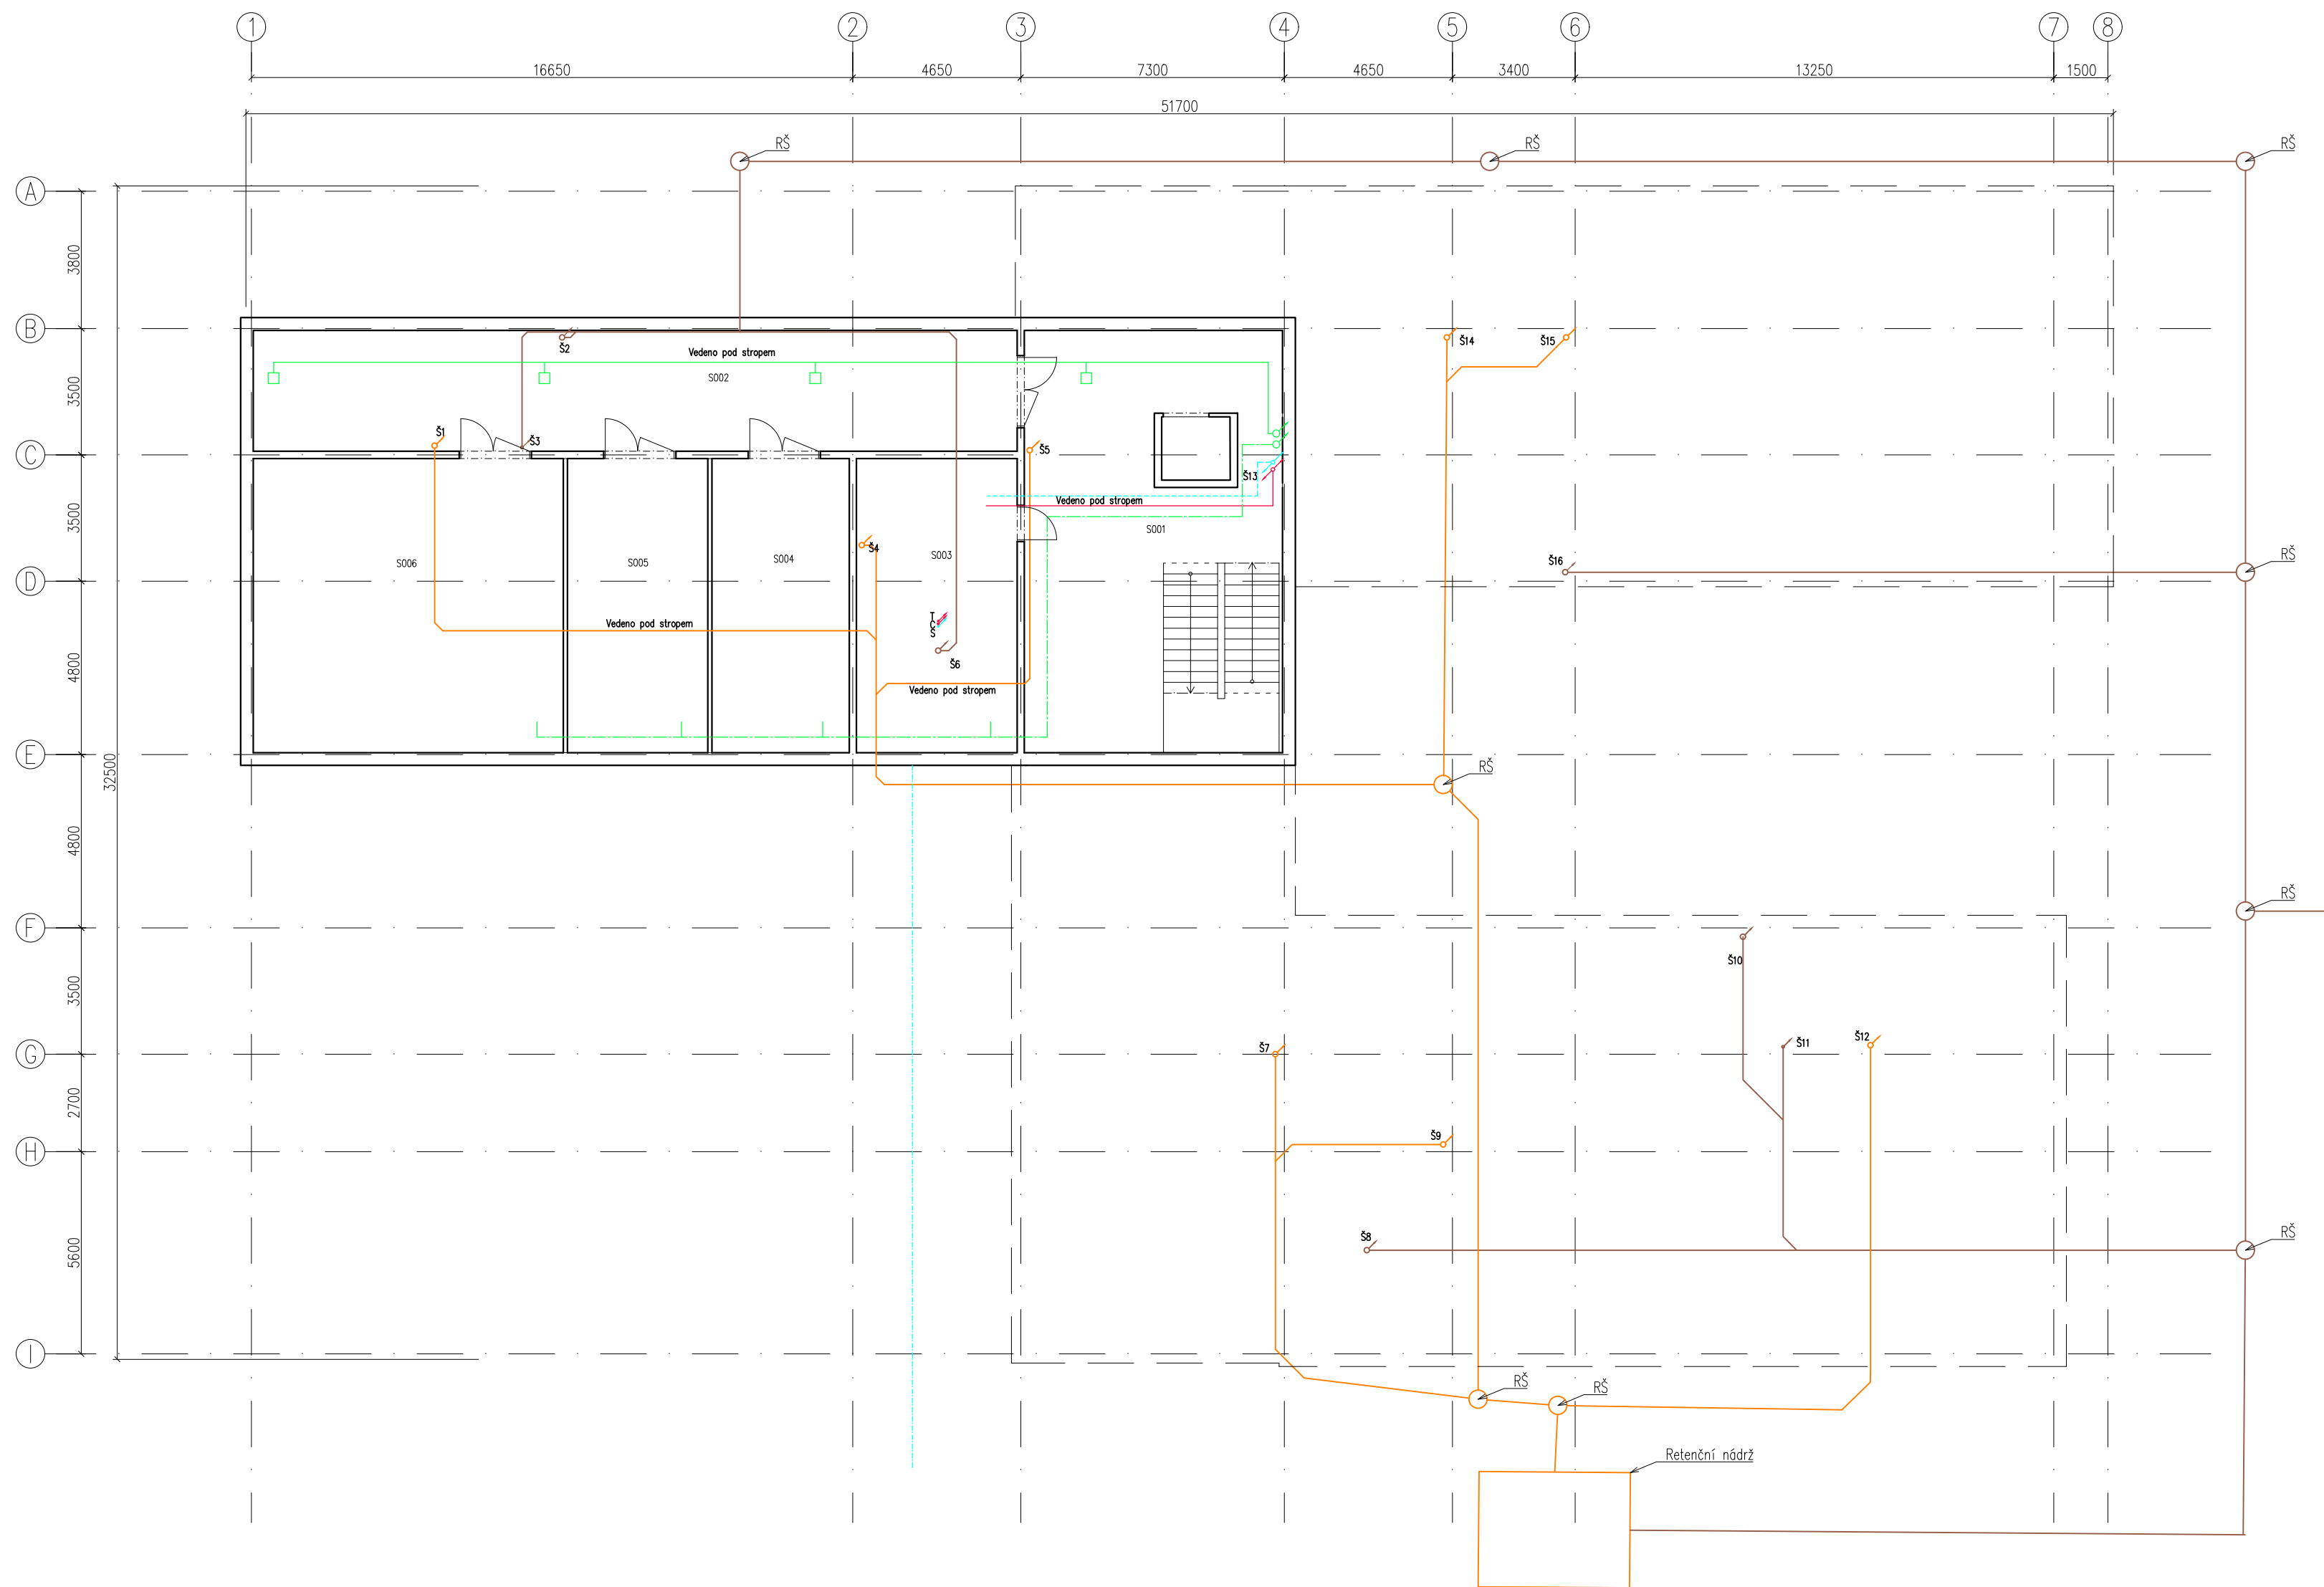 1
2
3
4
5
6
7
8
16650
4650
7300
4650
3400
13250
1500
51700
RŠ
RŠ
RŠ
A
3800
B
Š2
Š14
Š15
Vedeno pod stropem
S002
3500
Š1
Š3
Š5
C
Š13
Vedeno pod stropem
3500
S001
Š4
S003
S004
S005
S006
RŠ
Š16
D
T
C
Š
Vedeno pod stropem
Š6
4800
Vedeno pod stropem
E
32500
RŠ
4800
RŠ
F
Š10
3500
Š7
Š11
Š12
G
2700
Š9
H
Š8
RŠ
5600
I
RŠ
RŠ
Retenční nádrž